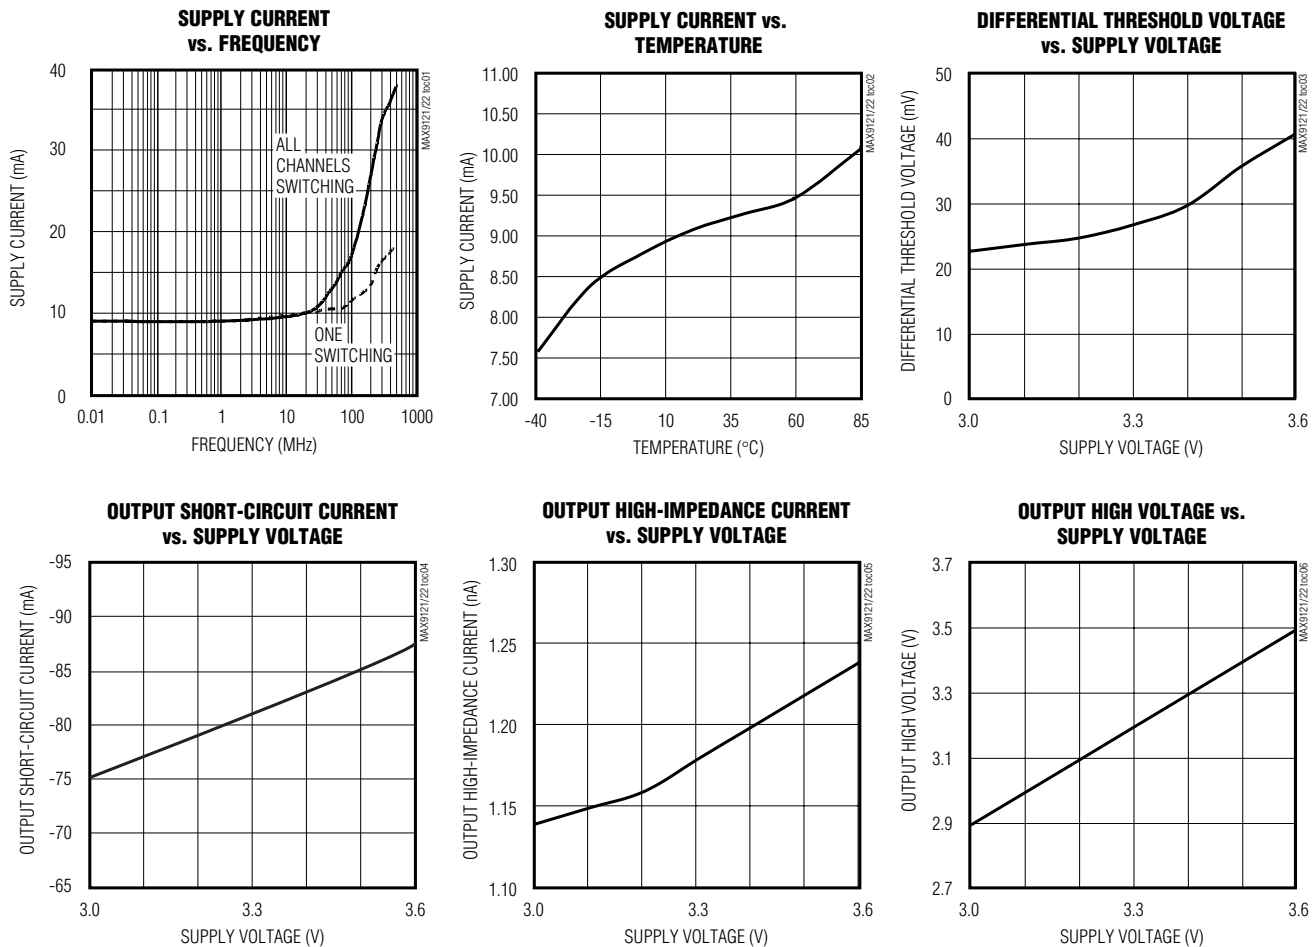 SUPPLY CURRENT
vs. FREQUENCY
SUPPLY CURRENT (mA)
40
30
20
10
0
0.01
0.1
1
10
100
1000
FREQUENCY (MHz)
ALL
CHANNELS
SWITCHING
ONE
SWITCHING
MAX9121/22 toc01
SUPPLY CURRENT vs.
TEMPERATURE
SUPPLY CURRENT (mA)
11.00
10.50
10.00
9.50
9.00
8.50
8.00
7.50
7.00
-40
-15
10
35
60
85
TEMPERATURE (°C)
MAX9121/22 toc02
DIFFERENTIAL THRESHOLD VOLTAGE
vs. SUPPLY VOLTAGE
DIFFERENTIAL THRESHOLD VOLTAGE (mV)
50
40
30
20
10
0
3.0
3.3
3.6
SUPPLY VOLTAGE (V)
MAX9121/22 toc03
OUTPUT SHORT-CIRCUIT CURRENT
vs. SUPPLY VOLTAGE
OUTPUT SHORT-CIRCUIT CURRENT (mA)
-95
-90
-85
-80
-75
-70
-65
3.0
3.3
3.6
SUPPLY VOLTAGE (V)
MAX9121/22 toc04
OUTPUT HIGH-IMPEDANCE CURRENT
vs. SUPPLY VOLTAGE
OUTPUT HIGH-IMPEDANCE CURRENT (nA)
1.30
1.25
1.20
1.15
1.10
3.0
3.3
3.6
SUPPLY VOLTAGE (V)
MAX9121/22 toc05
OUTPUT HIGH VOLTAGE vs.
SUPPLY VOLTAGE
OUTPUT HIGH VOLTAGE (V)
3.7
3.5
3.3
3.1
2.9
2.7
3.0
3.3
3.6
SUPPLY VOLTAGE (V)
MAX9121/22 toc06